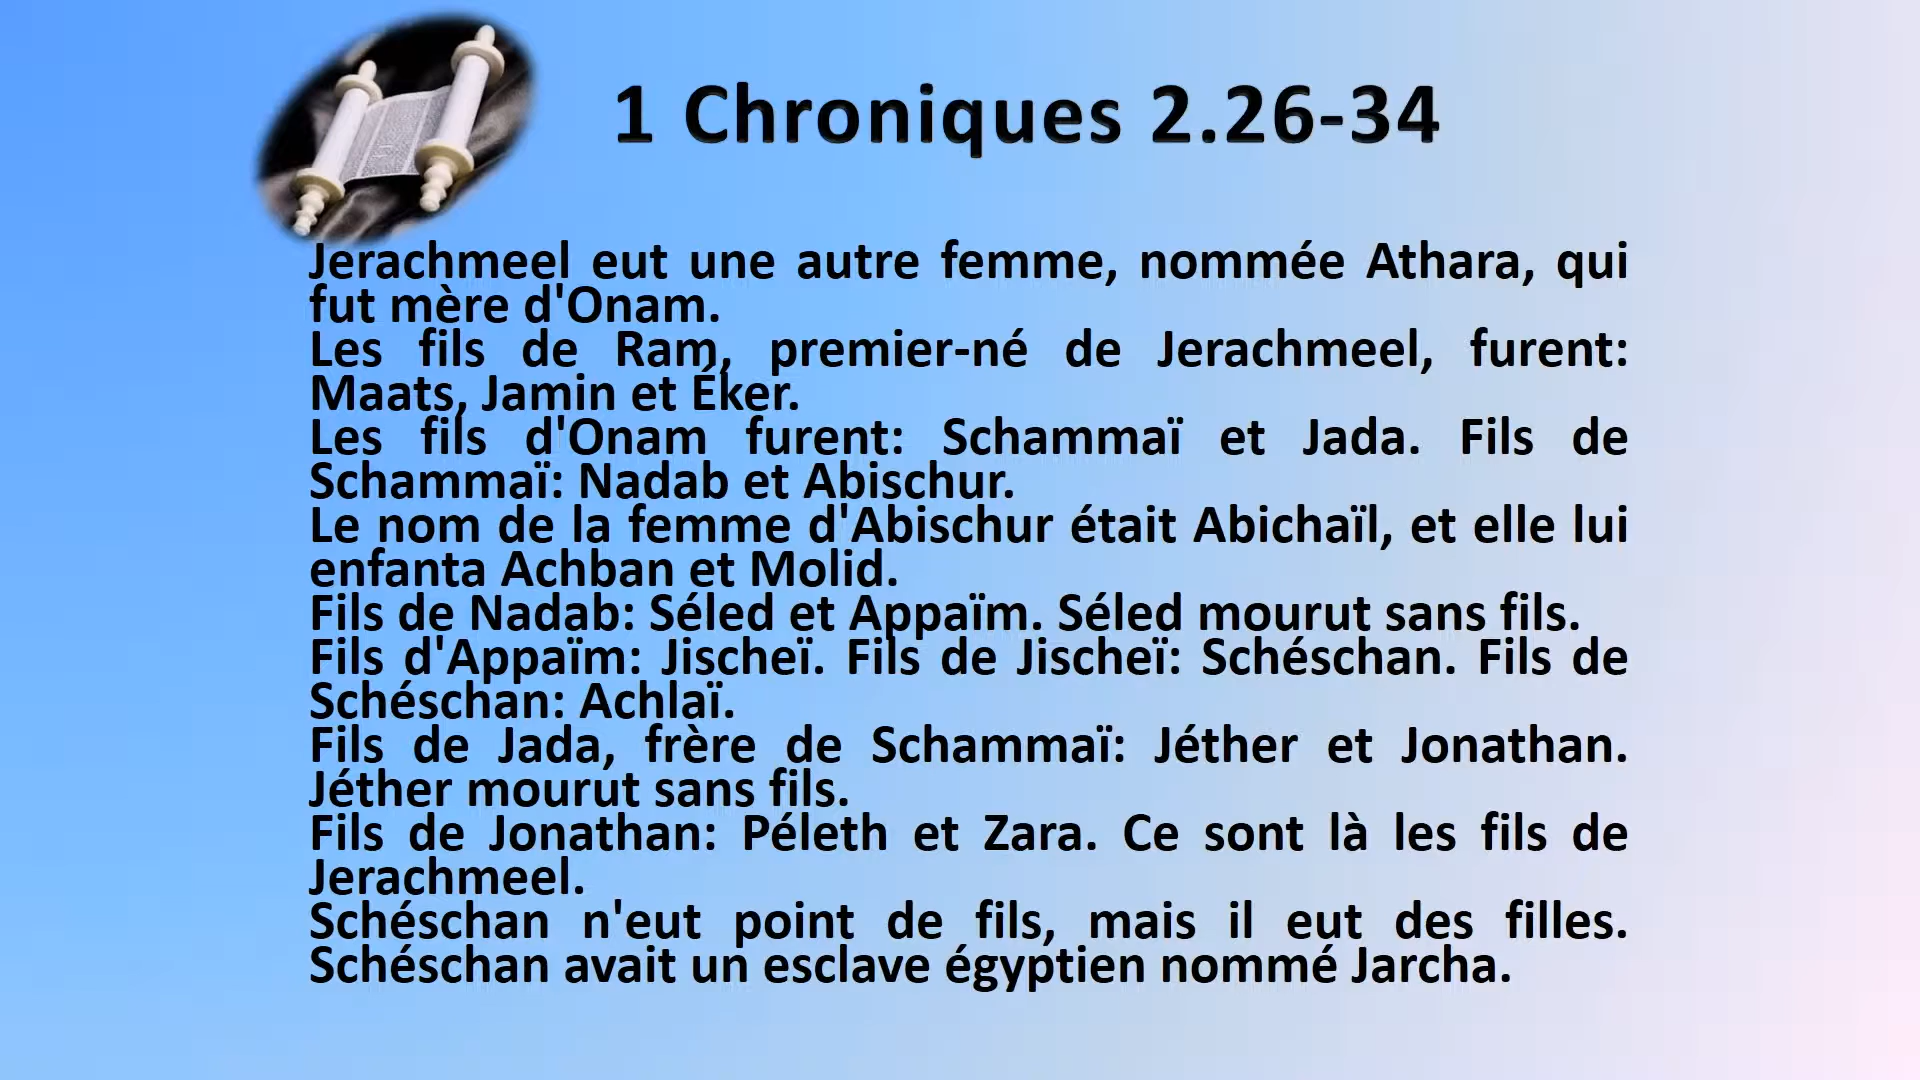 1 Chroniques 2.26-34
Jerachmeel eut une autre femme, nommée Athara, qui
fut mère d'Onam.
Les fils de Ram, premier-né de Jerachmeel, furent:
Maats, Jamin et Éker.
Les fils d'Onam furent: Schammaï et Jada. Fils de
Schammaï: Nadab et Abischur.
Le nom de la femme d'Abischur était Abichaïl, et elle lui
enfanta Achban et Molid.
Fils de Nadab: Séled et Appaïm. Séled mourut sans fils.
Fils d'Appaïm: Jischeï. Fils de Jischeï: Schéschan. Fils de
Schéschan: Achlaï.
Fils de Jada, frère de Schammaï: Jéther et Jonathan.
Jéther mourut sans fils.
Fils de Jonathan: Péleth et Zara. Ce sont là les fils de
Jerachmeel.
Schéschan n'eut point de fils, mais il eut des filles.
Schéschan avait un esclave égyptien nommé Jarcha.